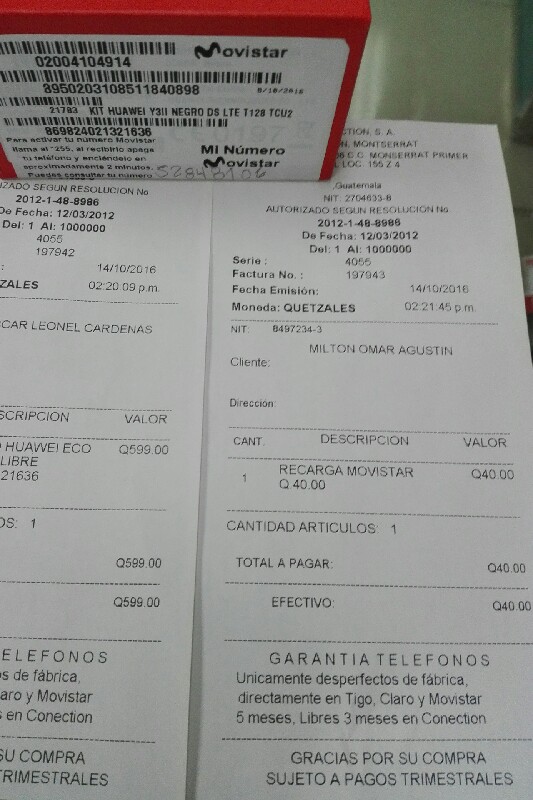 Movistar
02004104914
8950203108511840898
21783 KIT HUAWEI Y3II NEGRO DS LTE T128 TCU2
869824021321636
Para activar tu número Movistar
llama al *255, al recibirlo apaga
tu teléfono y enciéndelo en
aproximadamente 2 minutos.
Puedes consultar tu número
MI Número
Movistar
IZADO SEGUN RESOLUCION No
2012-1-48-8986
De Fecha: 12/03/2012
Del: 1 Al: 1000000
4055
197942
: 14/10/2016
02:20:09 p.m.
ZALES
CAR LEONEL CARDENAS
SCRIPCION VALOR
HUAWEI ECO Q599.00
LIBRE
21636
OS: 1
Q599.00
Q599.00
ELEFONOS
os de fábrica,
aro y Movistar
s en Conection
SU COMPRA
TRIMESTRALES
CTION, S. A.
N, MONTSERRAT
C.C. MONSERRAT PRIMER
LOC. 155 Z 4
,Guatemala
NIT: 2704633-8
AUTORIZADO SEGUN RESOLUCION No
2012-1-48-8986
De Fecha: 12/03/2012
Del: 1 Al: 1000000
Serie : 4055
Factura No. : 197943
Fecha Emisión: 14/10/2016
Moneda: QUETZALES 02:21:45 p.m.
NIT: 8497234-3
MILTON OMAR AGUSTIN
Cliente:
Dirección:
CANT. DESCRIPCION VALOR
1 RECARGA MOVISTAR Q40.00
Q.40.00
CANTIDAD ARTICULOS: 1
TOTAL A PAGAR: Q40.00
EFECTIVO: Q40.00
GARANTIA TELEFONOS
Unicamente desperfectos de fábrica,
directamente en Tigo, Claro y Movistar
5 meses, Libres 3 meses en Conection
GRACIAS POR SU COMPRA
SUJETO A PAGOS TRIMESTRALES